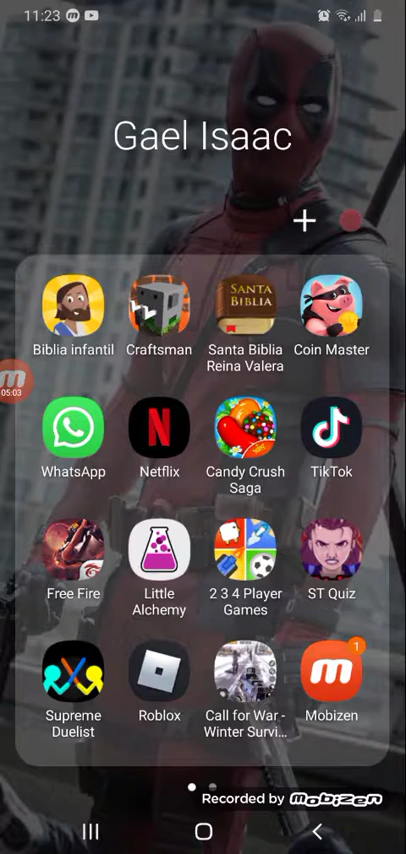 11:23
Gael Isaac
SANTA
BIBLIA
Biblia infantil
Craftsman
Santa Biblia
Reina Valera
Coin Master
05:03
WhatsApp
Netflix
Candy Crush
Saga
TikTok
Free Fire
Little
Alchemy
2 3 4 Player
Games
ST Quiz
1
Supreme
Duelist
Roblox
Call for War -
Winter Survi...
Mobizen
Recorded by Mobizen